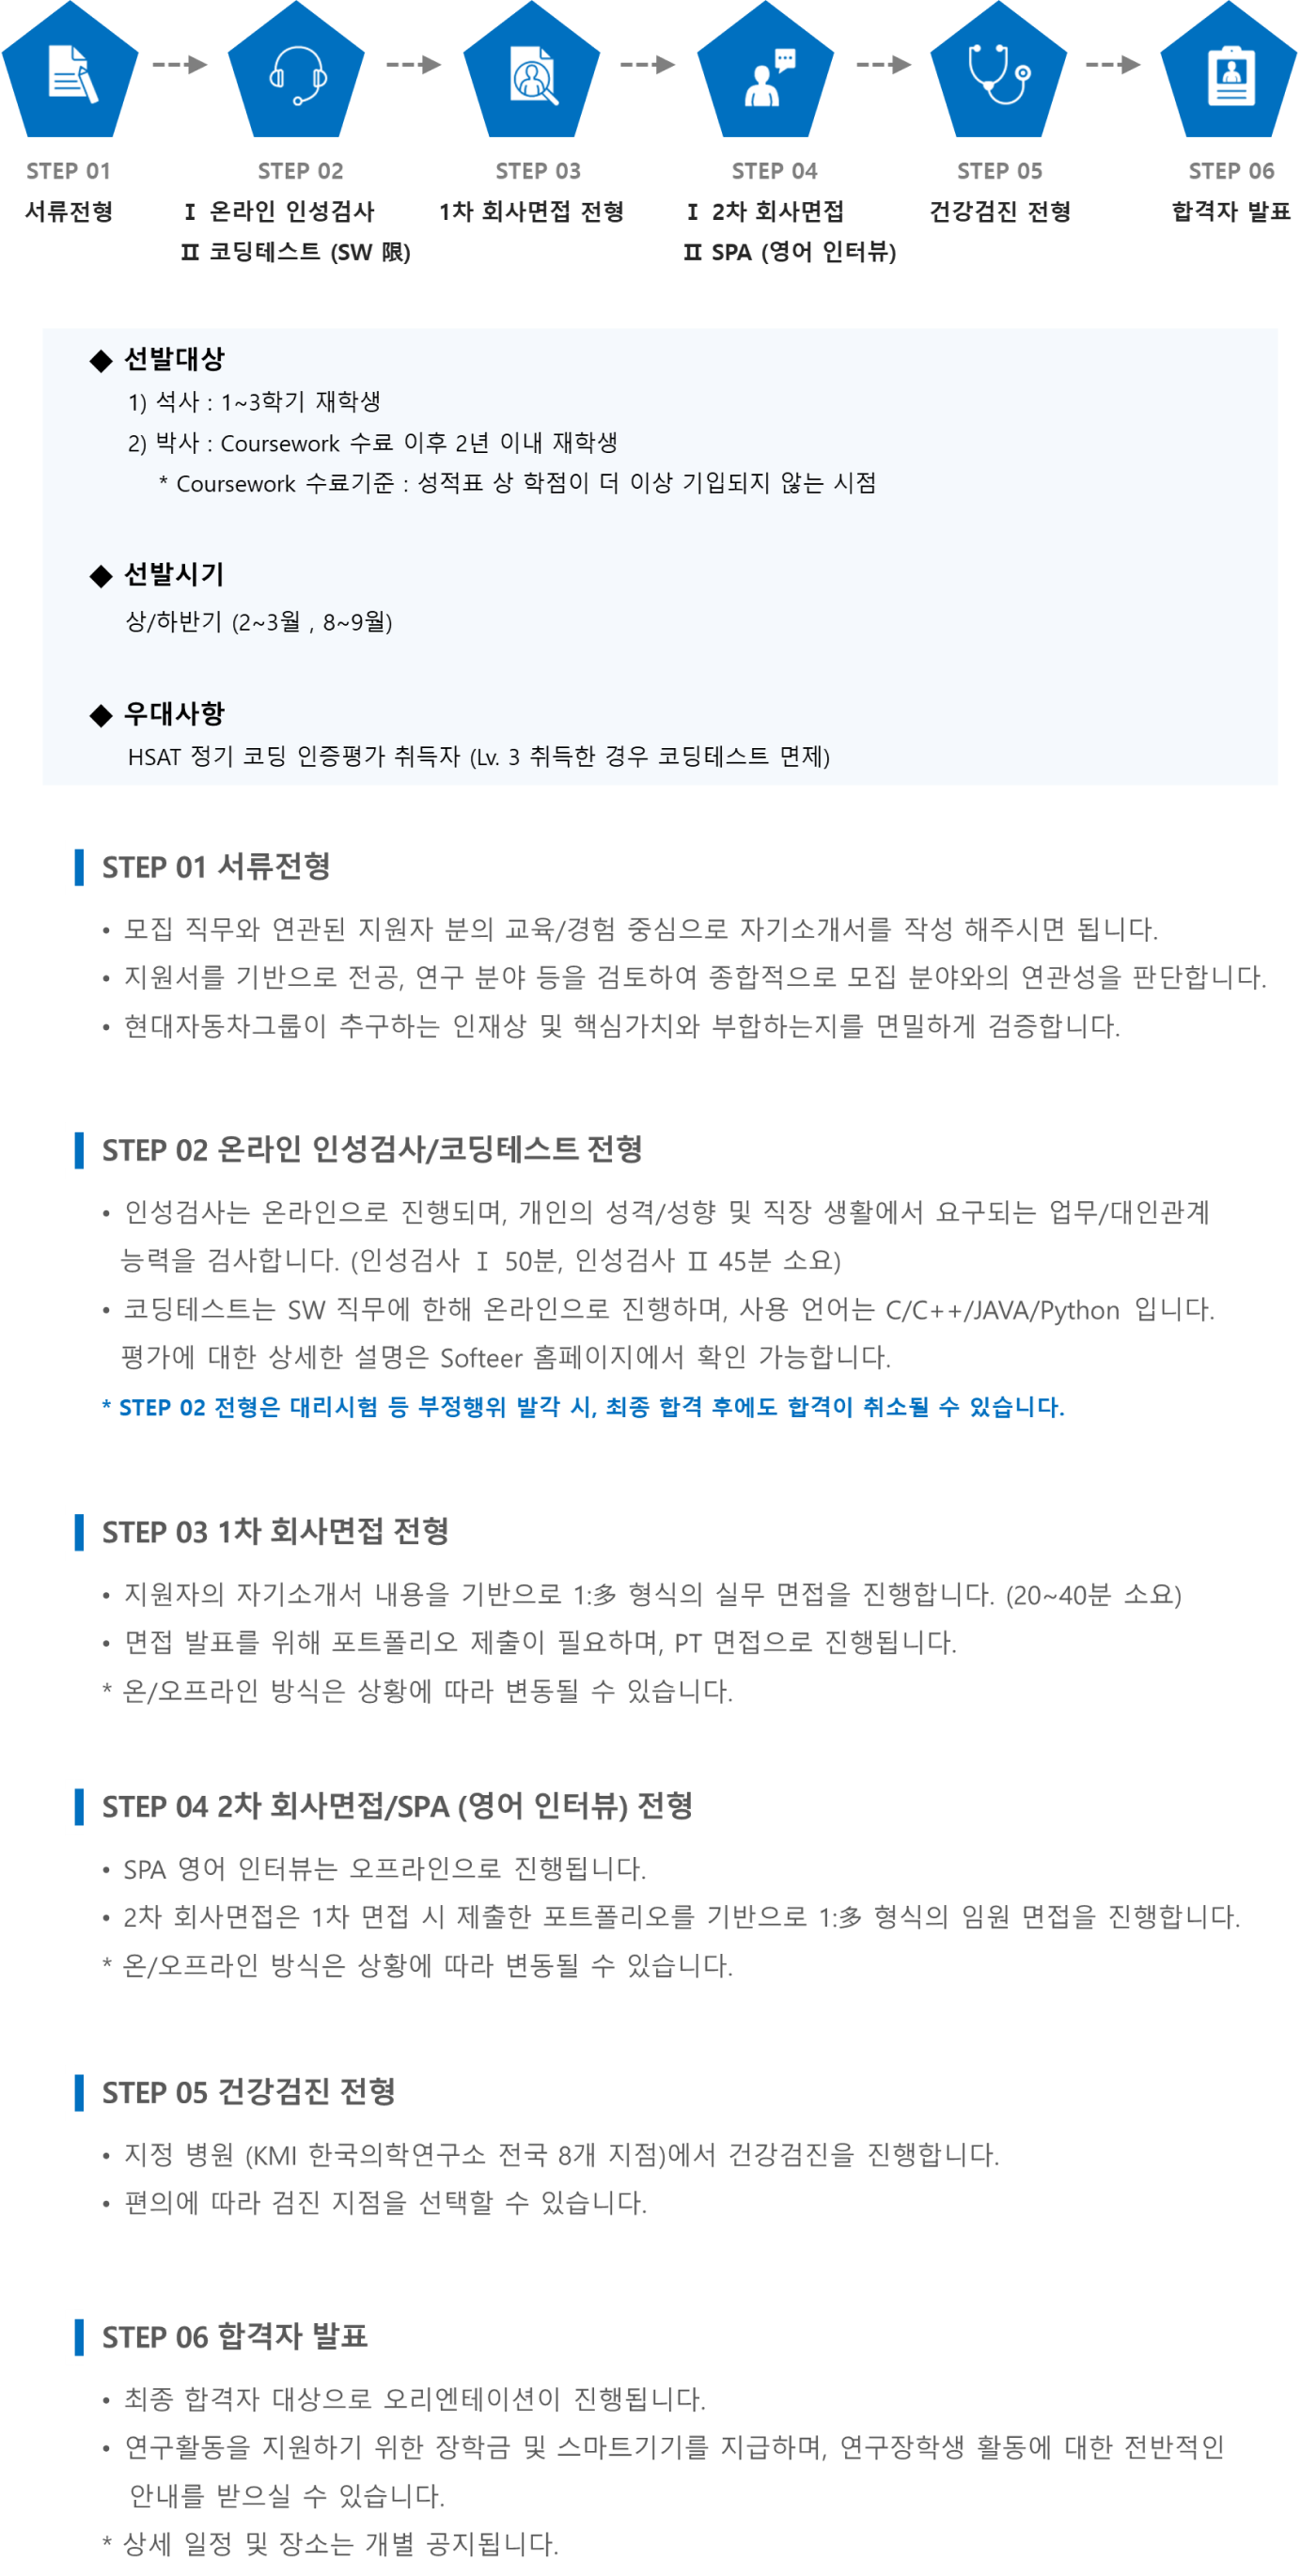 STEP 01
STEP 02
STEP 03
STEP 04
STEP 05
STEP 06
서류전형
Ⅰ 온라인 인성검사
Ⅱ 코딩테스트 (SW 限)
1차 회사면접 전형
Ⅰ 2차 회사면접
Ⅱ SPA (영어 인터뷰)
건강검진 전형
합격자 발표
◆ 선발대상
1) 석사 : 1~3학기 재학생
2) 박사 : Coursework 수료 이후 2년 이내 재학생
* Coursework 수료기준 : 성적표 상 학점이 더 이상 기입되지 않는 시점
◆ 선발시기
상/하반기 (2~3월 , 8~9월)
◆ 우대사항
HSAT 정기 코딩 인증평가 취득자 (Lv. 3 취득한 경우 코딩테스트 면제)
STEP 01 서류전형
• 모집 직무와 연관된 지원자 분의 교육/경험 중심으로 자기소개서를 작성 해주시면 됩니다.
• 지원서를 기반으로 전공, 연구 분야 등을 검토하여 종합적으로 모집 분야와의 연관성을 판단합니다.
• 현대자동차그룹이 추구하는 인재상 및 핵심가치와 부합하는지를 면밀하게 검증합니다.
STEP 02 온라인 인성검사/코딩테스트 전형
• 인성검사는 온라인으로 진행되며, 개인의 성격/성향 및 직장 생활에서 요구되는 업무/대인관계
능력을 검사합니다. (인성검사 Ⅰ 50분, 인성검사 Ⅱ 45분 소요)
• 코딩테스트는 SW 직무에 한해 온라인으로 진행하며, 사용 언어는 C/C++/JAVA/Python 입니다.
평가에 대한 상세한 설명은 Softeer 홈페이지에서 확인 가능합니다.
* STEP 02 전형은 대리시험 등 부정행위 발각 시, 최종 합격 후에도 합격이 취소될 수 있습니다.
STEP 03 1차 회사면접 전형
• 지원자의 자기소개서 내용을 기반으로 1:多 형식의 실무 면접을 진행합니다. (20~40분 소요)
• 면접 발표를 위해 포트폴리오 제출이 필요하며, PT 면접으로 진행됩니다.
* 온/오프라인 방식은 상황에 따라 변동될 수 있습니다.
STEP 04 2차 회사면접/SPA (영어 인터뷰) 전형
• SPA 영어 인터뷰는 오프라인으로 진행됩니다.
• 2차 회사면접은 1차 면접 시 제출한 포트폴리오를 기반으로 1:多 형식의 임원 면접을 진행합니다.
* 온/오프라인 방식은 상황에 따라 변동될 수 있습니다.
STEP 05 건강검진 전형
• 지정 병원 (KMI 한국의학연구소 전국 8개 지점)에서 건강검진을 진행합니다.
• 편의에 따라 검진 지점을 선택할 수 있습니다.
STEP 06 합격자 발표
• 최종 합격자 대상으로 오리엔테이션이 진행됩니다.
• 연구활동을 지원하기 위한 장학금 및 스마트기기를 지급하며, 연구장학생 활동에 대한 전반적인
안내를 받으실 수 있습니다.
* 상세 일정 및 장소는 개별 공지됩니다.